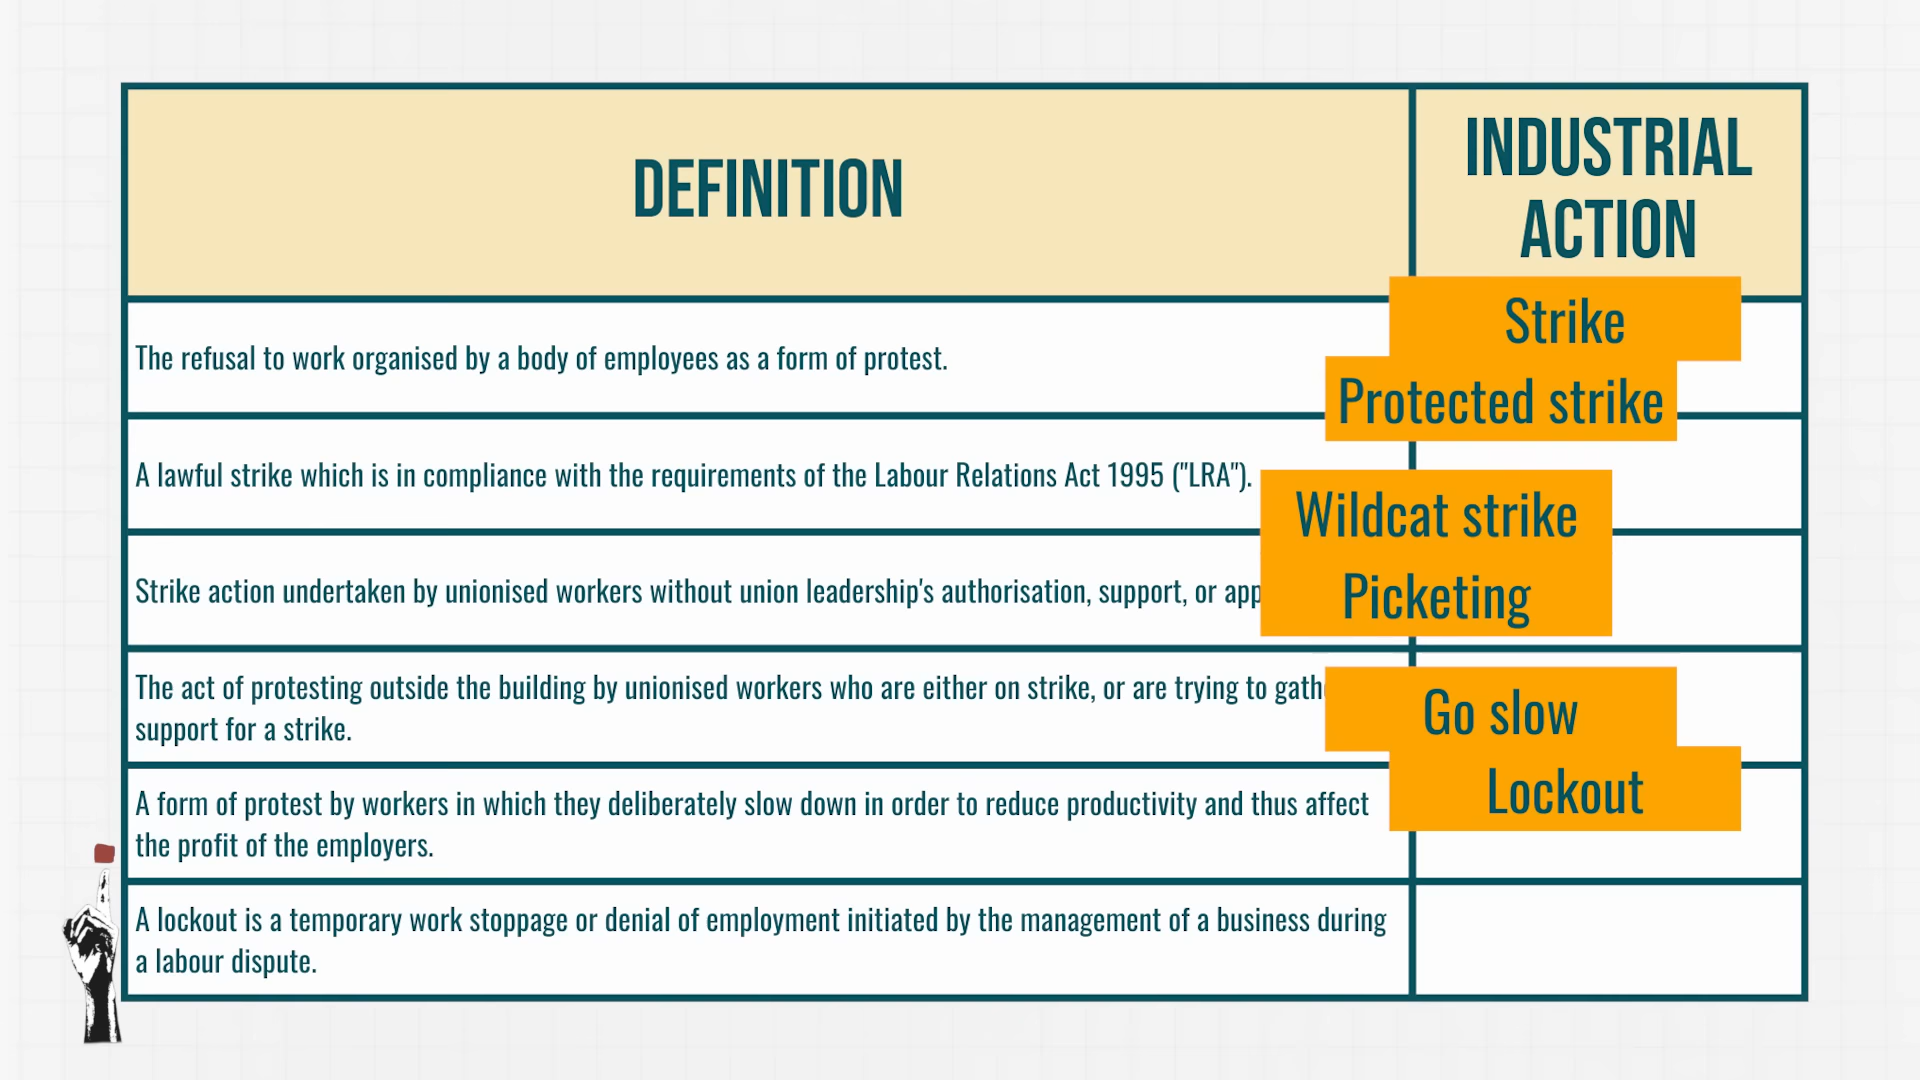 DEFINITION
INDUSTRIAL
ACTION
The refusal to work organised by a body of employees as a form of protest.
Strike
Protected strike
A lawful strike which is in compliance with the requirements of the Labour Relations Act 1995 ("LRA").
Wildcat strike
Strike action undertaken by unionised workers without union leadership's authorisation, support, or
Picketing
The act of protesting outside the building by unionised workers who are either on strike, or are trying to
support for a strike.
Go slow
Lockout
A form of protest by workers in which they deliberately slow down in order to reduce productivity and thus affect
the profit of the employers.
A lockout is a temporary work stoppage or denial of employment initiated by the management of a business during
a labour dispute.